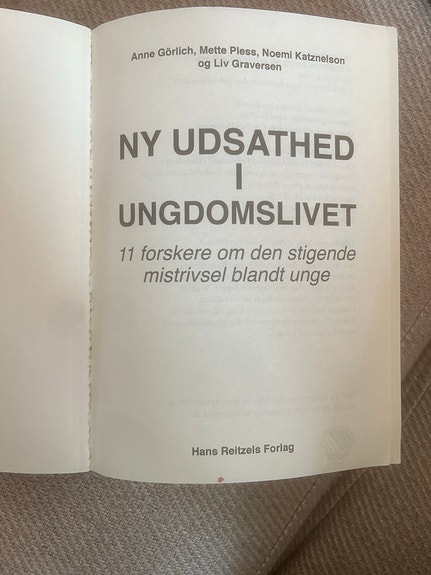 Anne Görlich, Mette Pless, Noemi Katznelson
og Liv Graversen
NY UDSATHED
I
UNGDOMSLIVET
11 forskere om den stigende
mistrivsel blandt unge
Hans Reitzels Forlag